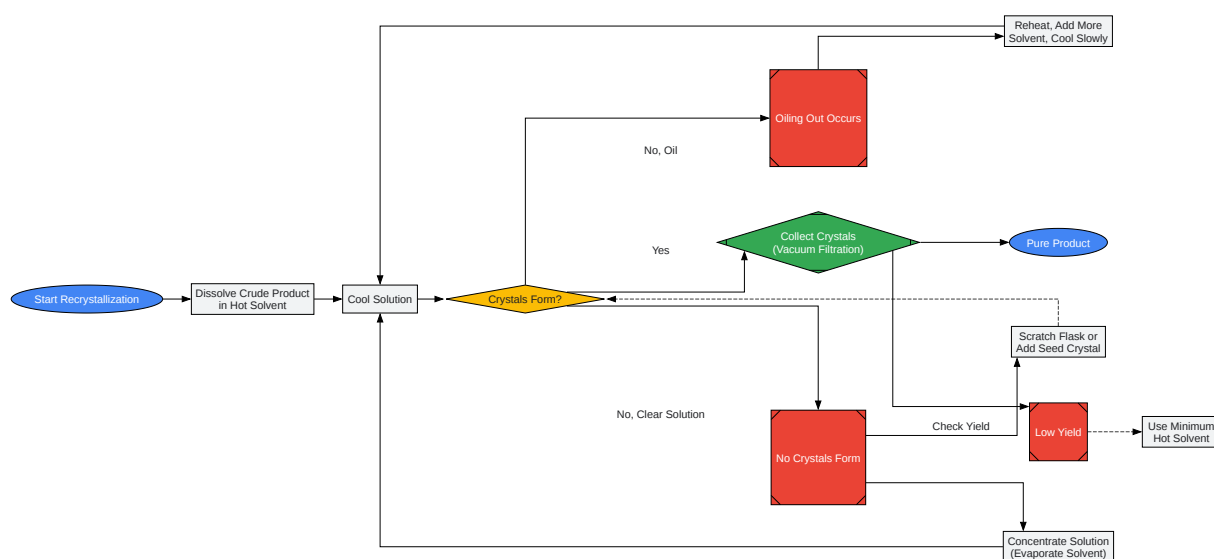 Reheat, Add More
Solvent, Cool Slowly
Oiling Out Occurs
No, Oil
Collect Crystals
(Vacuum Filtration)
Pure Product
Yes
Start Recrystallization
Dissolve Crude Product
in Hot Solvent
Cool Solution
Crystals Form?
Scratch Flask or
Add Seed Crystal
No, Clear Solution
Check Yield
Low Yield
Use Minimum
Hot Solvent
No Crystals Form
Concentrate Solution
(Evaporate Solvent)